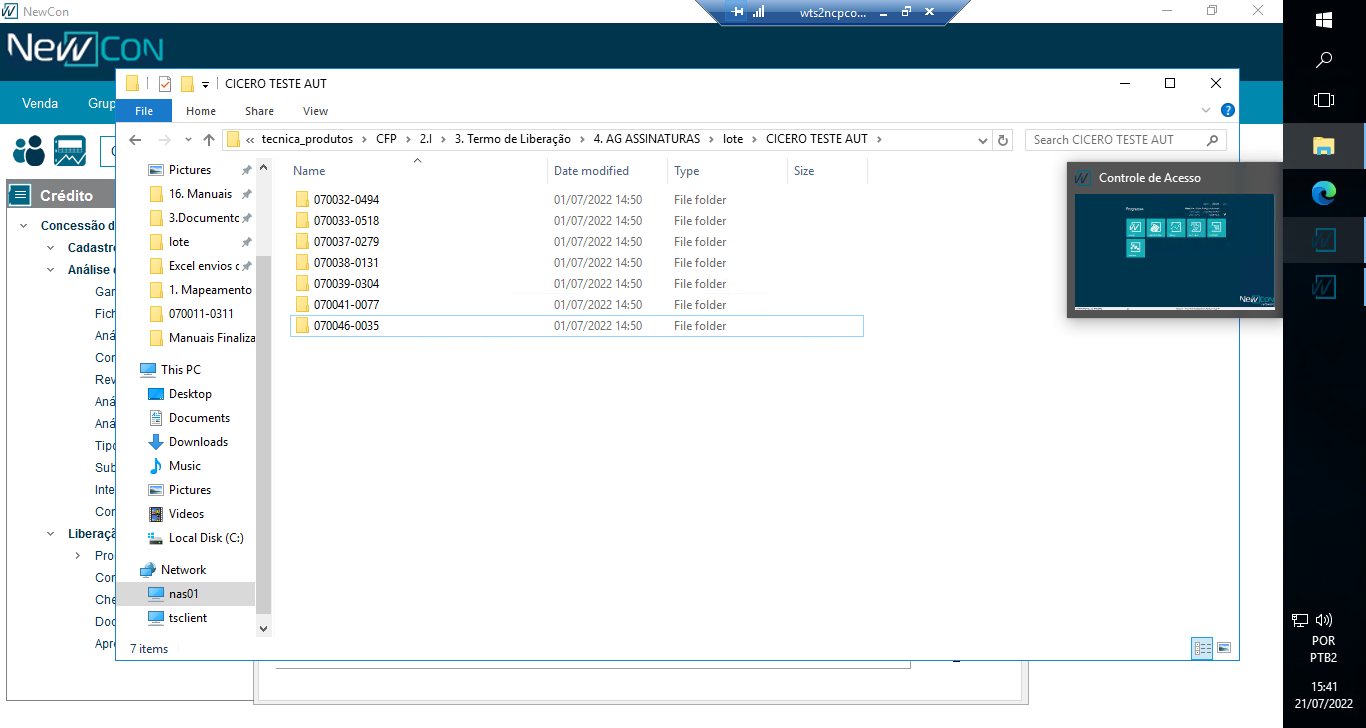 NewCon
wts2ncpco...
NewCon
CICERO TESTE AUT
Venda
Grup
File
Home
Share
View
« tecnica_produtos > CFP > 2.I > 3. Termo de Liberação > 4. AG ASSINATURAS > lote > CICERO TESTE AUT >
Search CICERO TESTE AUT
Crédito
Concessão d
Cadastro
Análise
Gar
Fich
Aná
Con
Rev
Aná
Aná
Tipo
Sub
Inte
Con
Liberaçã
Pro
Con
Che
Doc
Apre
Pictures
16. Manuais
3.Documento
lote
Excel envios c
1. Mapeamento
070011-0311
Manuais Finaliza
This PC
Desktop
Documents
Downloads
Music
Pictures
Videos
Local Disk (C:)
Network
nas01
tsclient
Name Date modified Type Size
070032-0494 01/07/2022 14:50 File folder
070033-0518 01/07/2022 14:50 File folder
070037-0279 01/07/2022 14:50 File folder
070038-0131 01/07/2022 14:50 File folder
070039-0304 01/07/2022 14:50 File folder
070041-0077 01/07/2022 14:50 File folder
070046-0035 01/07/2022 14:50 File folder
7 items
Controle de Acesso
Programas
NewCon
POR
PTB2
15:41
21/07/2022